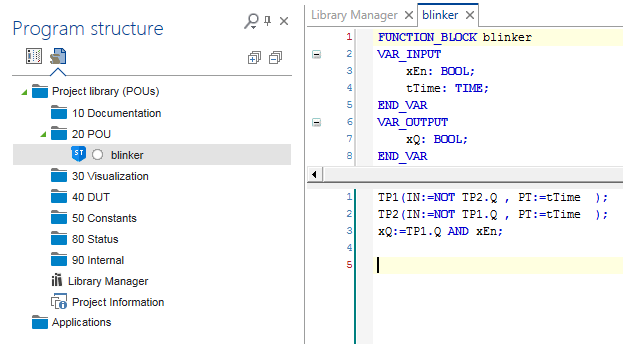 Program structure
Project library (POUs)
10 Documentation
20 POU
ST blinker
30 Visualization
40 DUT
50 Constants
80 Status
90 Internal
Library Manager
Project Information
Applications
Library Manager blinker
1 FUNCTION_BLOCK blinker
2 VAR_INPUT
3 xEn: BOOL;
4 tTime: TIME;
5 END_VAR
6 VAR_OUTPUT
7 xQ: BOOL;
8 END_VAR
1 TP1(IN:=NOT TP2.Q , PT:=tTime );
2 TP2(IN:=NOT TP1.Q , PT:=tTime );
3 xQ:=TP1.Q AND xEn;
4
5